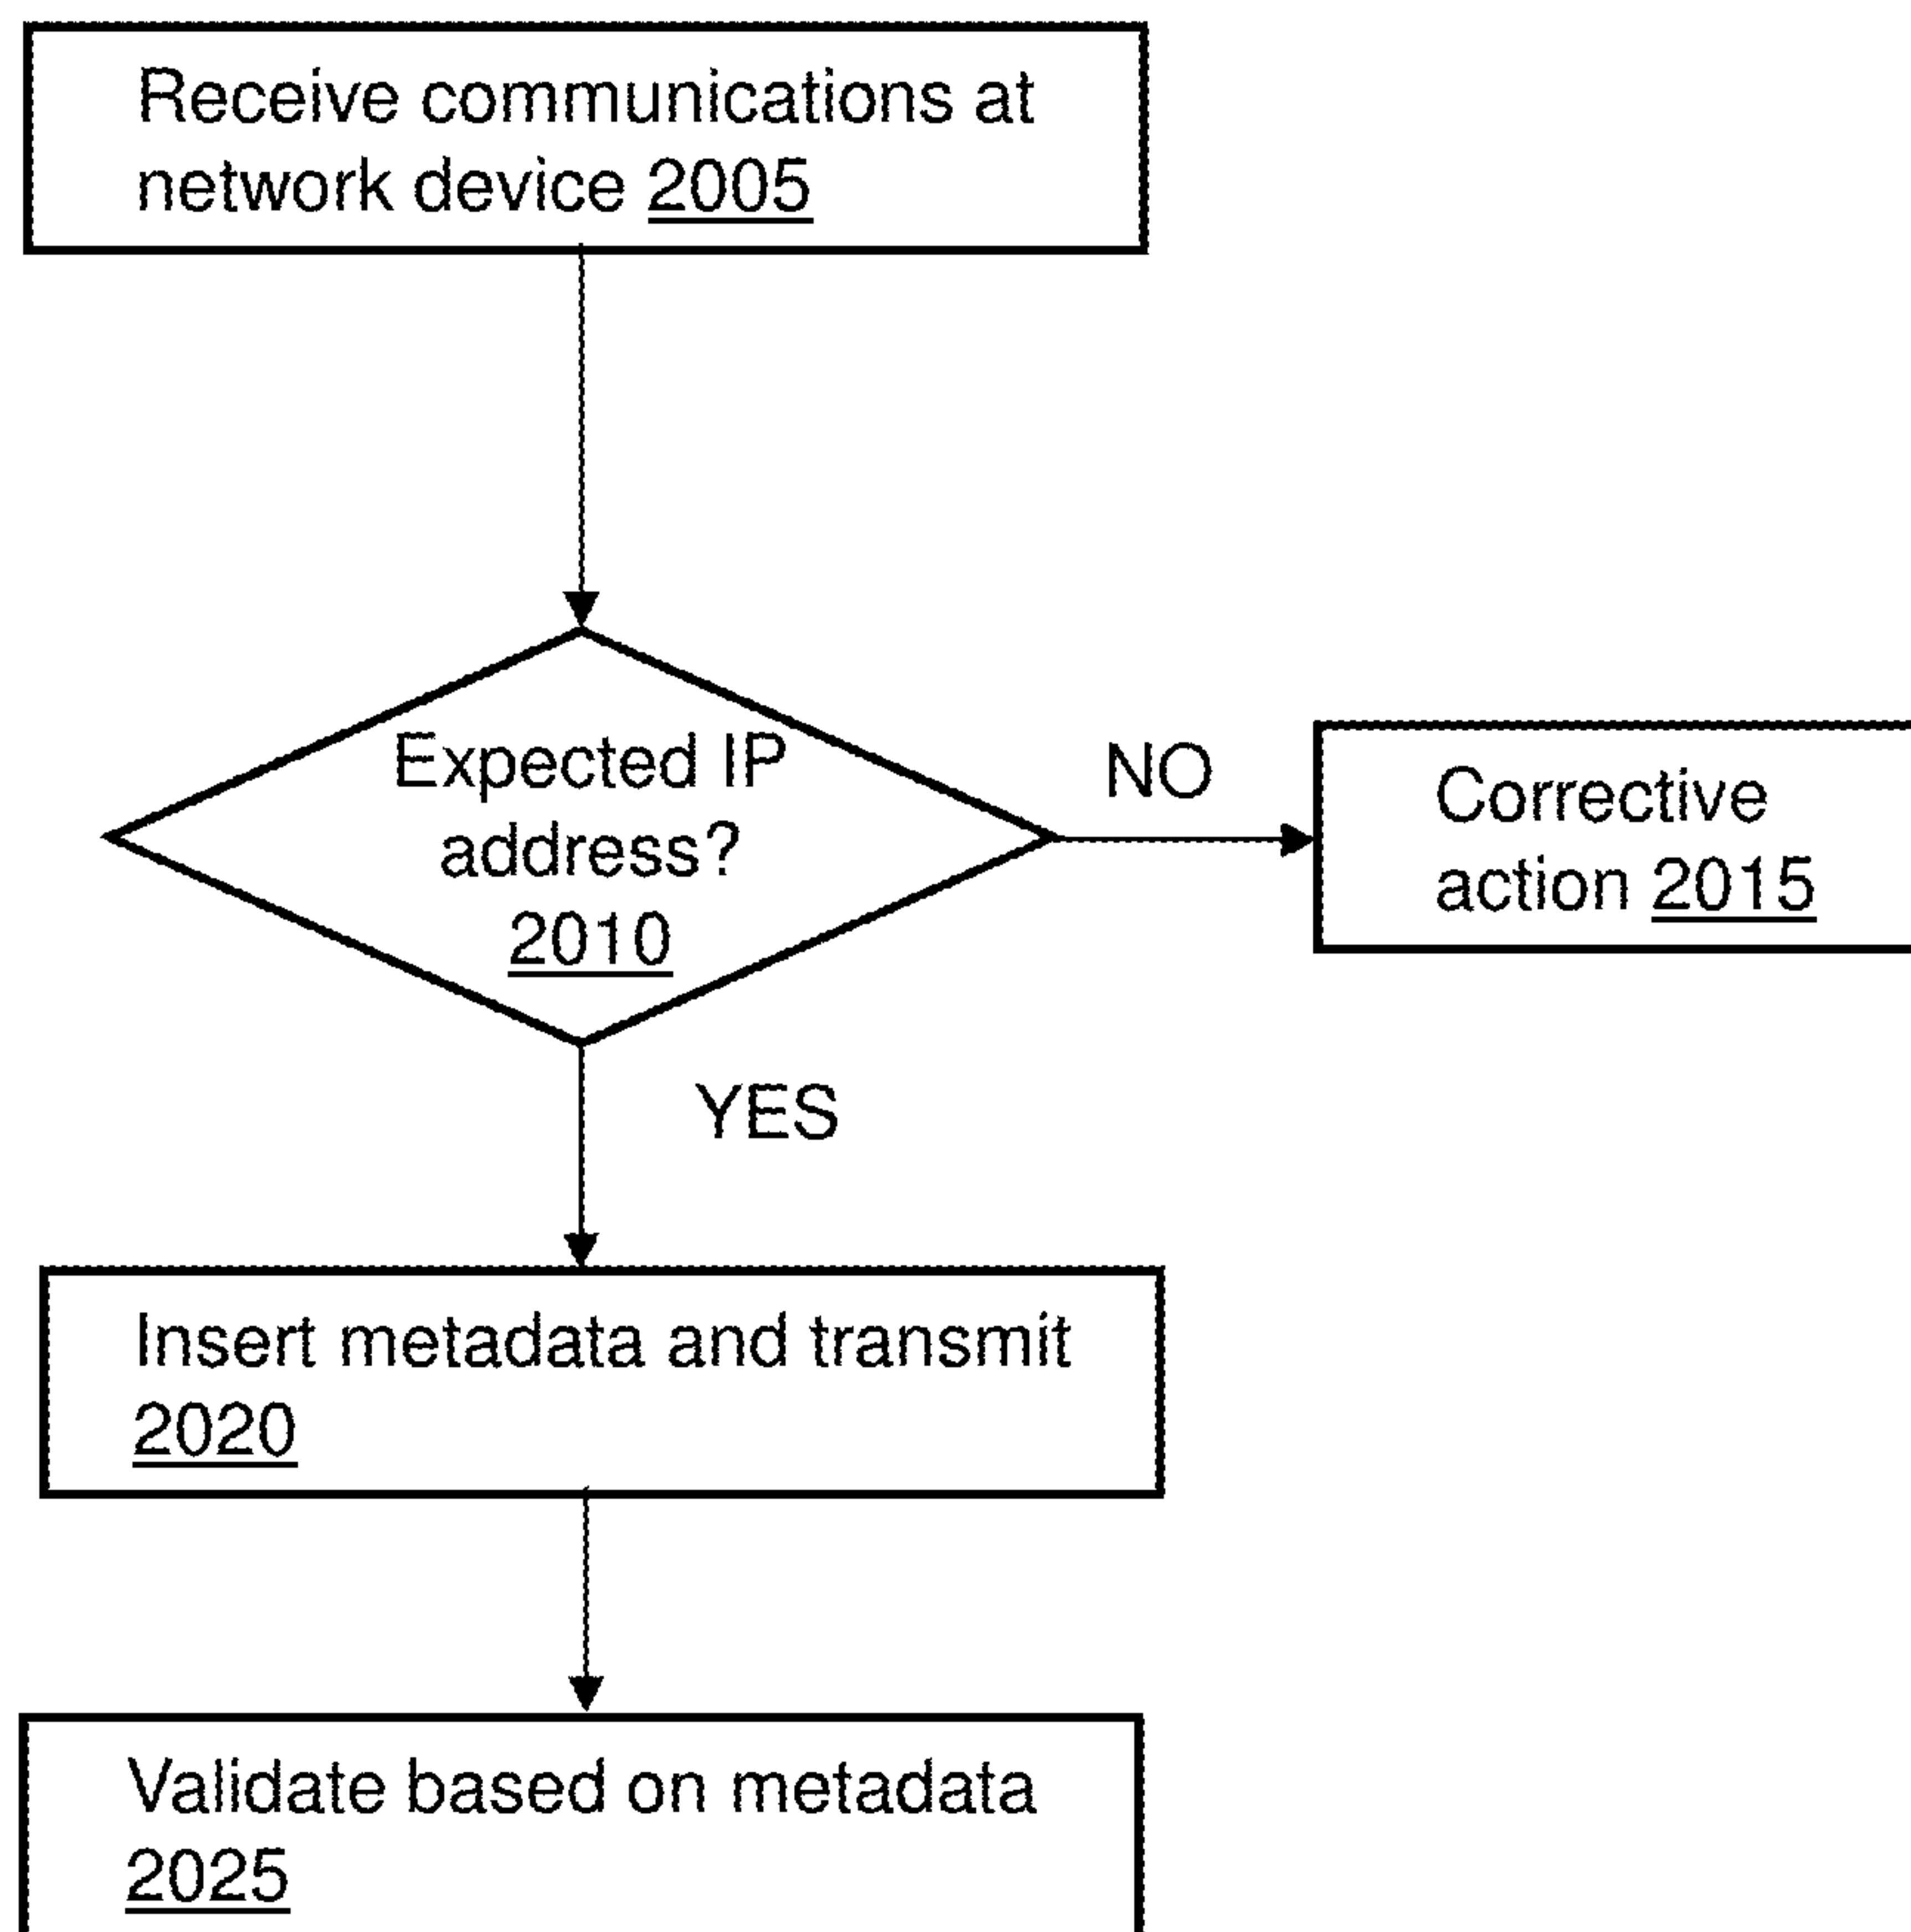 Receive communications at
network device 2005
Expected IP
address?
2010
NO
Corrective
action 2015
YES
Insert metadata and transmit
2020
Validate based on metadata
2025